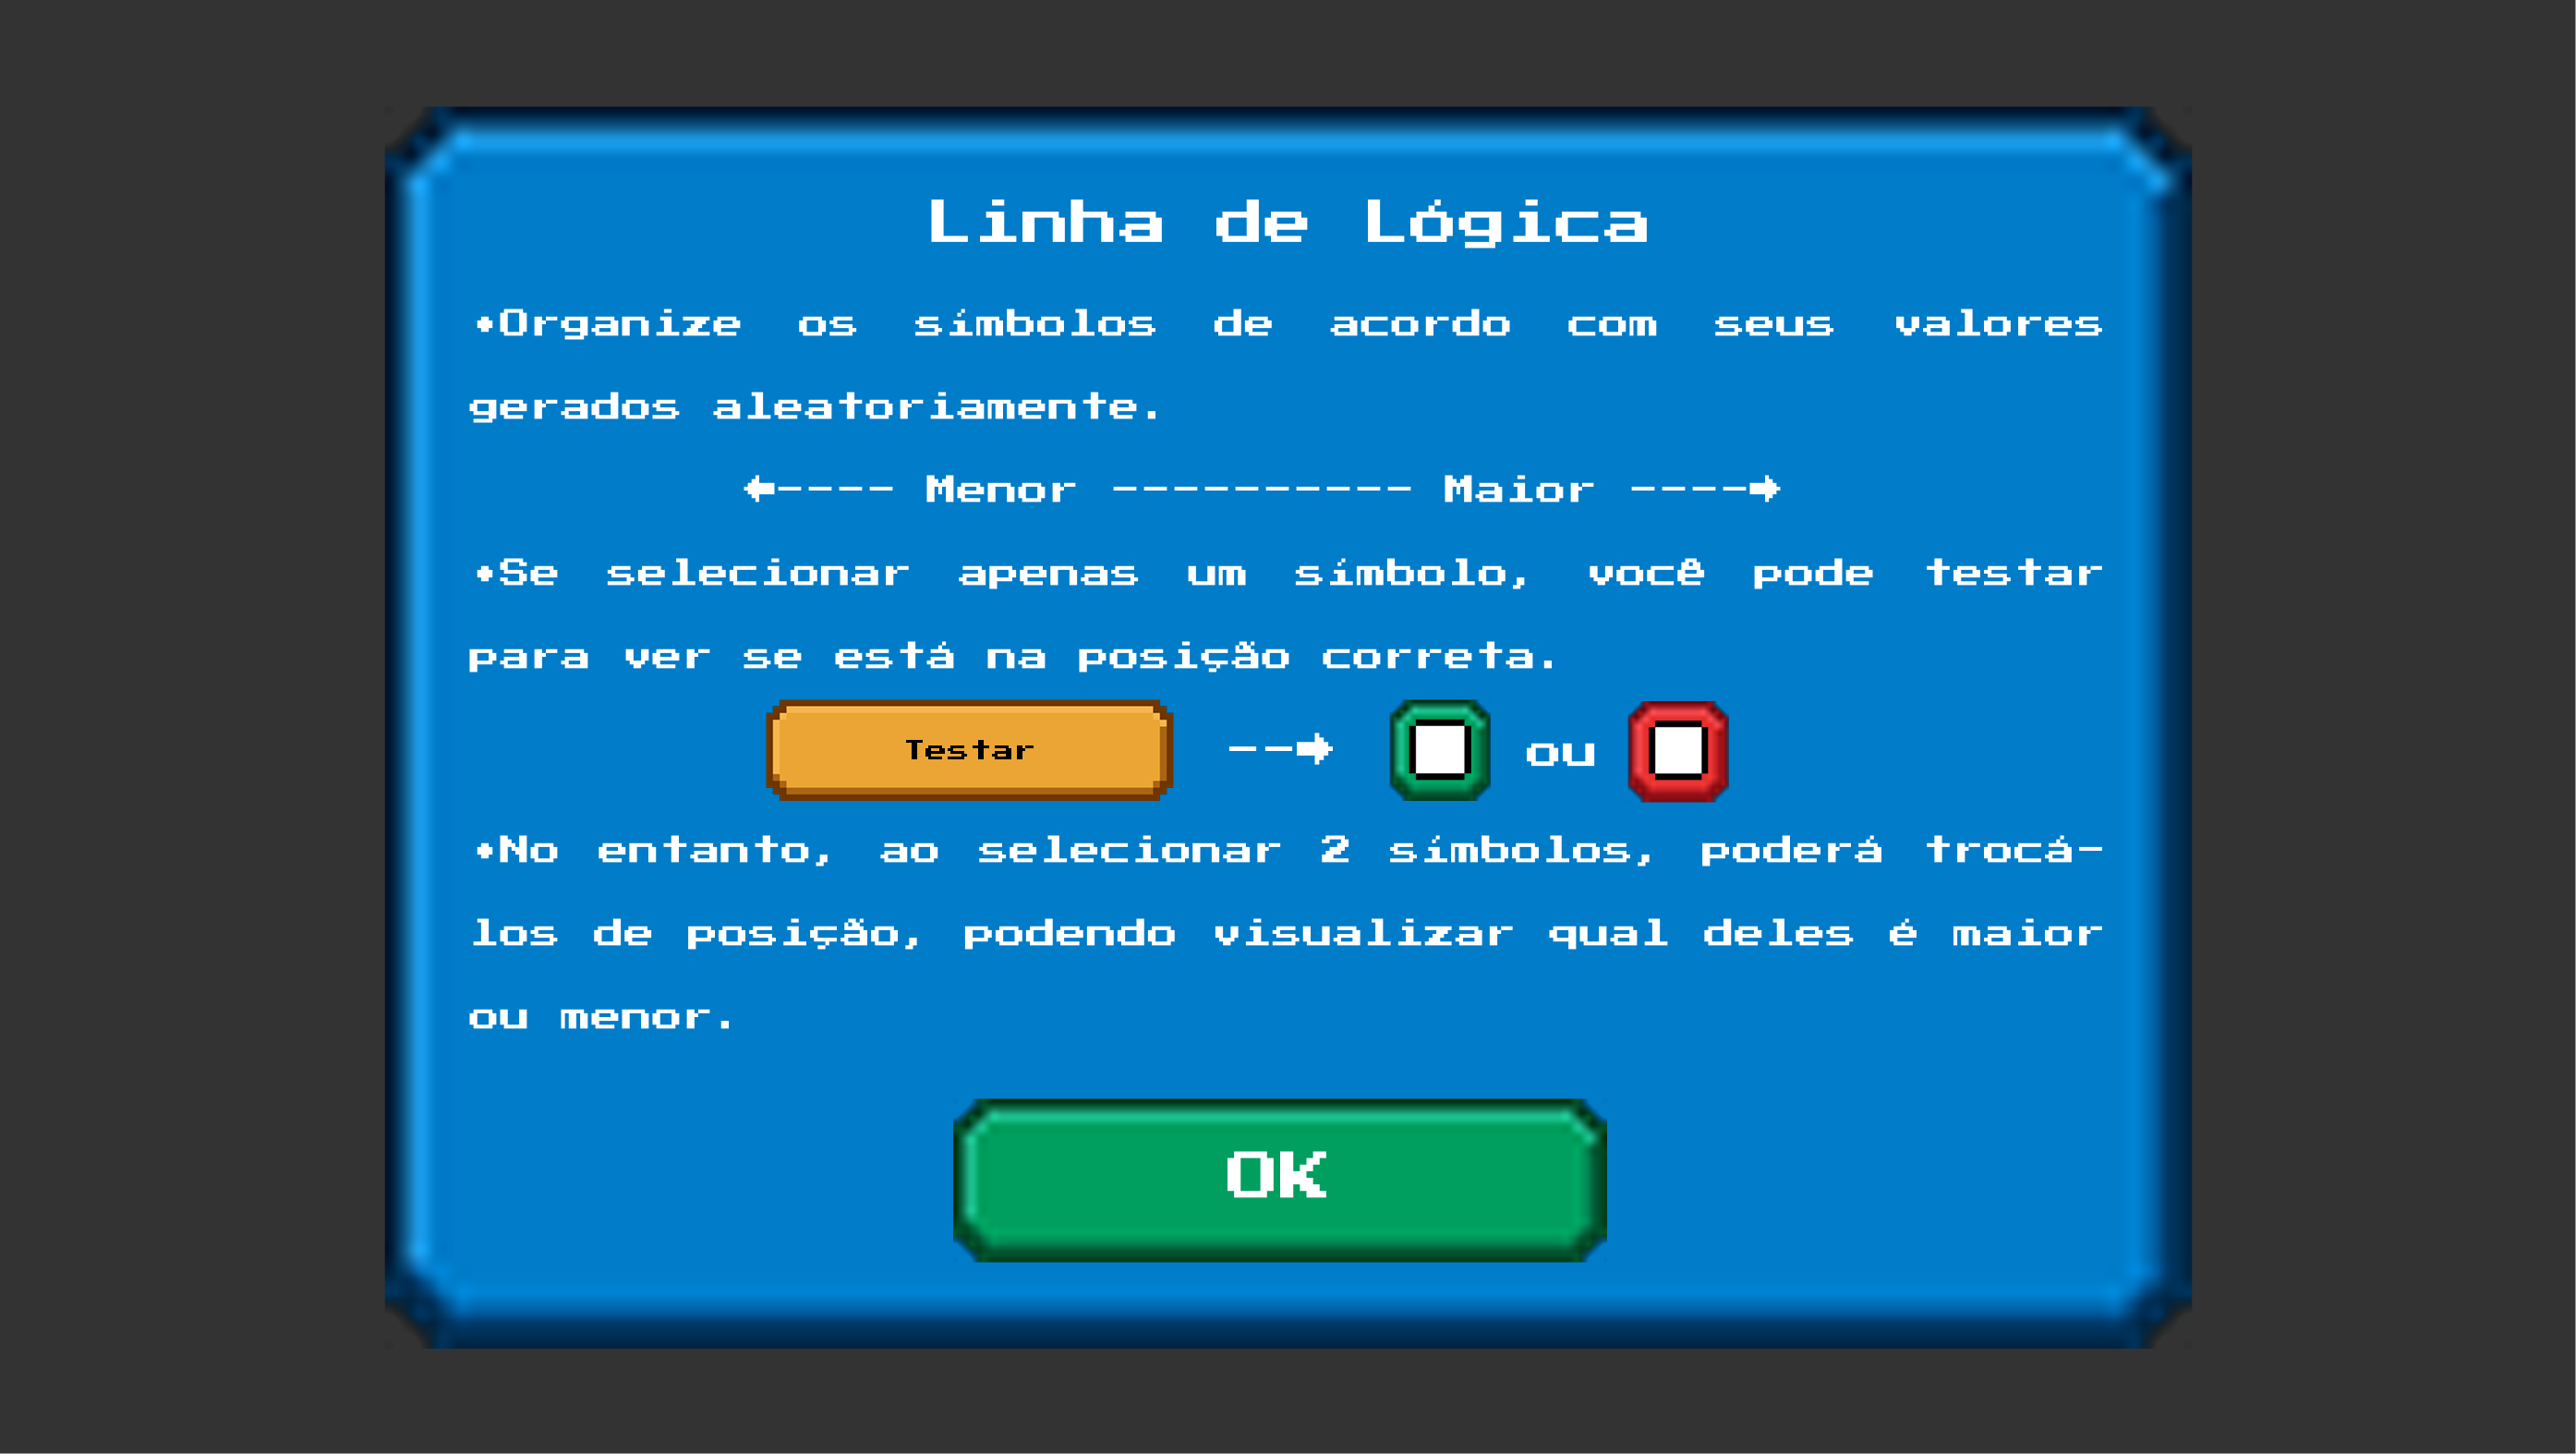 Linha de Lógica
•Organize os símbolos de acordo com seus valores
gerados aleatoriamente.
←---- Menor ---------- Maior ----→
•Se selecionar apenas um símbolo, você pode testar
para ver se está na posição correta.
Testar --→ ou
•No entanto, ao selecionar 2 símbolos, poderá trocá-
los de posição, podendo visualizar qual deles é maior
ou menor.
OK